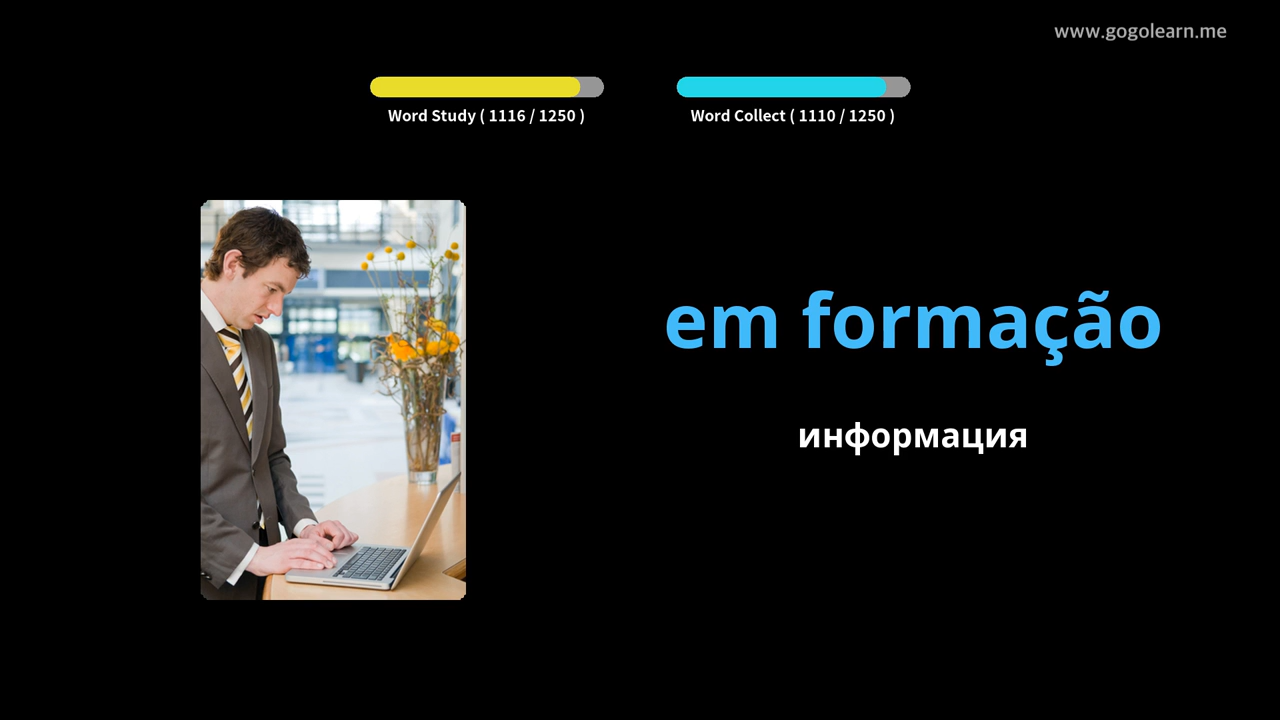 www.gogolearn.me
Word Study ( 1116 / 1250 )
Word Collect ( 1110 / 1250 )
em formação
информация